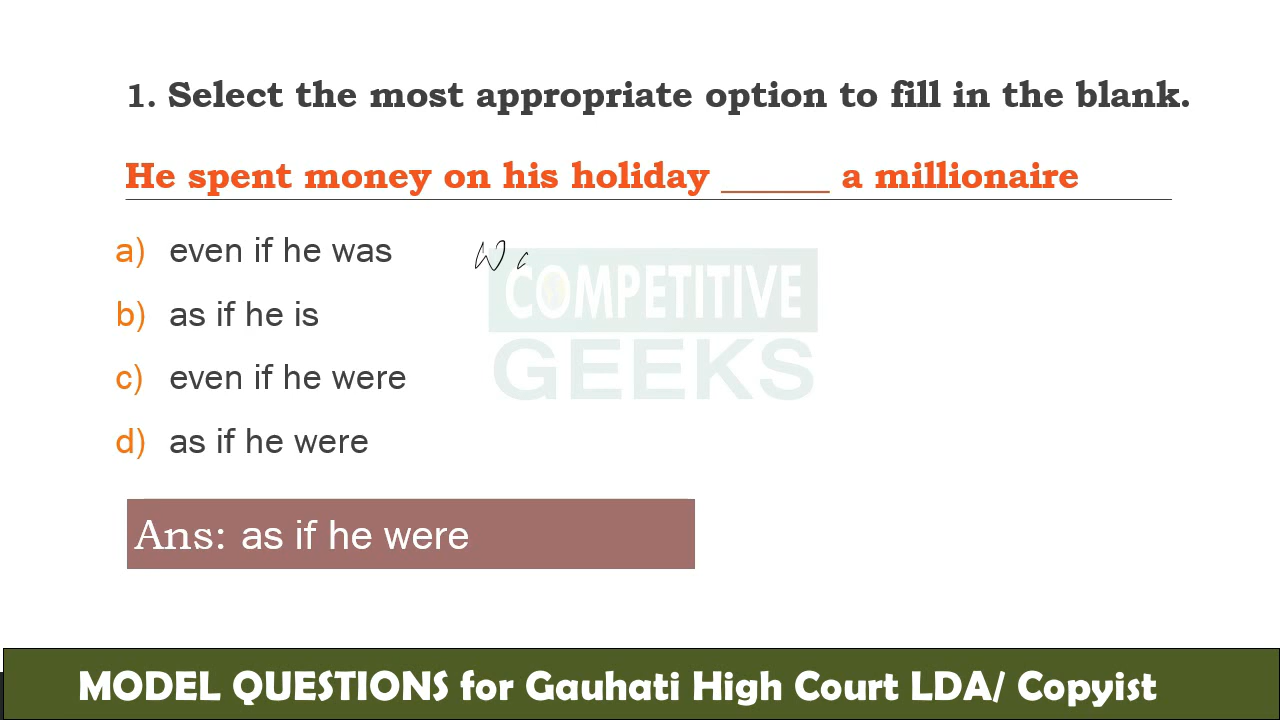 1. Select the most appropriate option to fill in the blank.
He spent money on his holiday ______ a millionaire
a) even if he was
b) as if he is
c) even if he were
d) as if he were
COMPETITIVE
GEEKS
Ans: as if he were
MODEL QUESTIONS for Gauhati High Court LDA/ Copyist